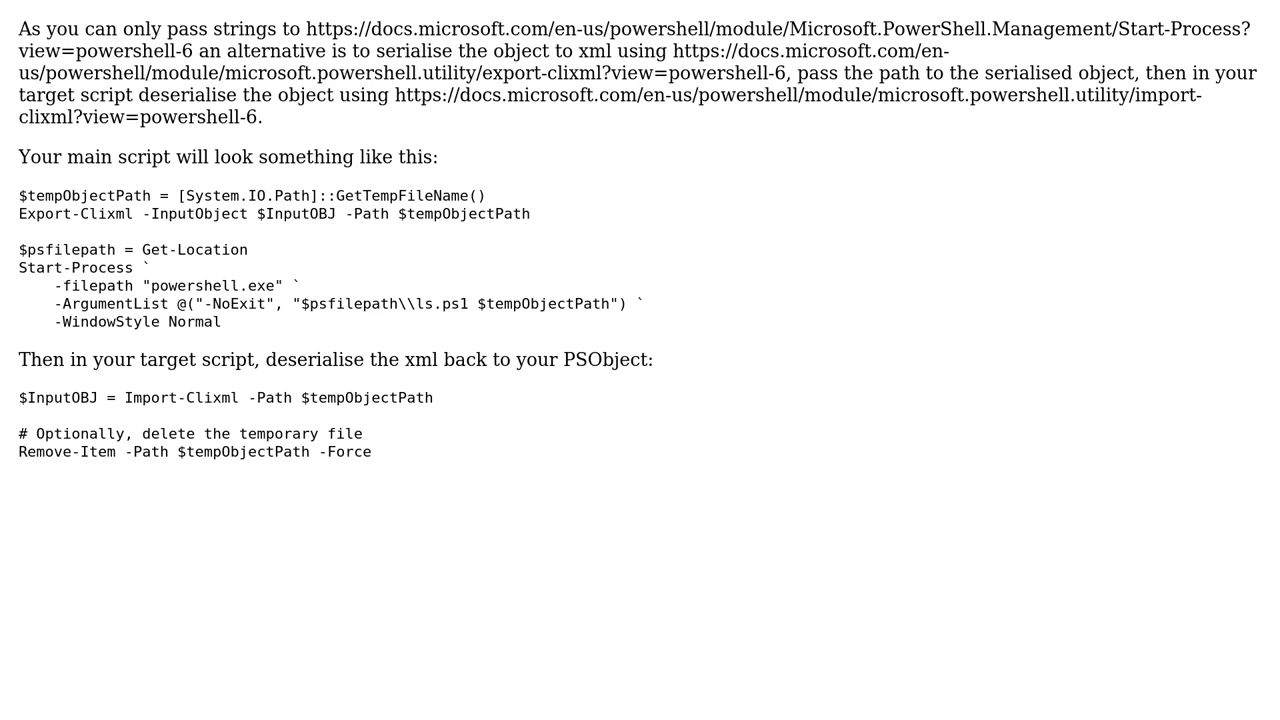 As you can only pass strings to https://docs.microsoft.com/en-us/powershell/module/Microsoft.PowerShell.Management/Start-Process?
view=powershell-6 an alternative is to serialise the object to xml using https://docs.microsoft.com/en-
us/powershell/module/microsoft.powershell.utility/export-clixml?view=powershell-6, pass the path to the serialised object, then in your
target script deserialise the object using https://docs.microsoft.com/en-us/powershell/module/microsoft.powershell.utility/import-
clixml?view=powershell-6.
Your main script will look something like this:
$tempObjectPath = [System.IO.Path]::GetTempFileName()
Export-Clixml -InputObject $InputOBJ -Path $tempObjectPath
$psfilepath = Get-Location
Start-Process `
    -filepath "powershell.exe" `
    -ArgumentList @("-NoExit", "$psfilepath\\ls.ps1 $tempObjectPath") `
    -WindowStyle Normal
Then in your target script, deserialise the xml back to your PSObject:
$InputOBJ = Import-Clixml -Path $tempObjectPath
# Optionally, delete the temporary file
Remove-Item -Path $tempObjectPath -Force